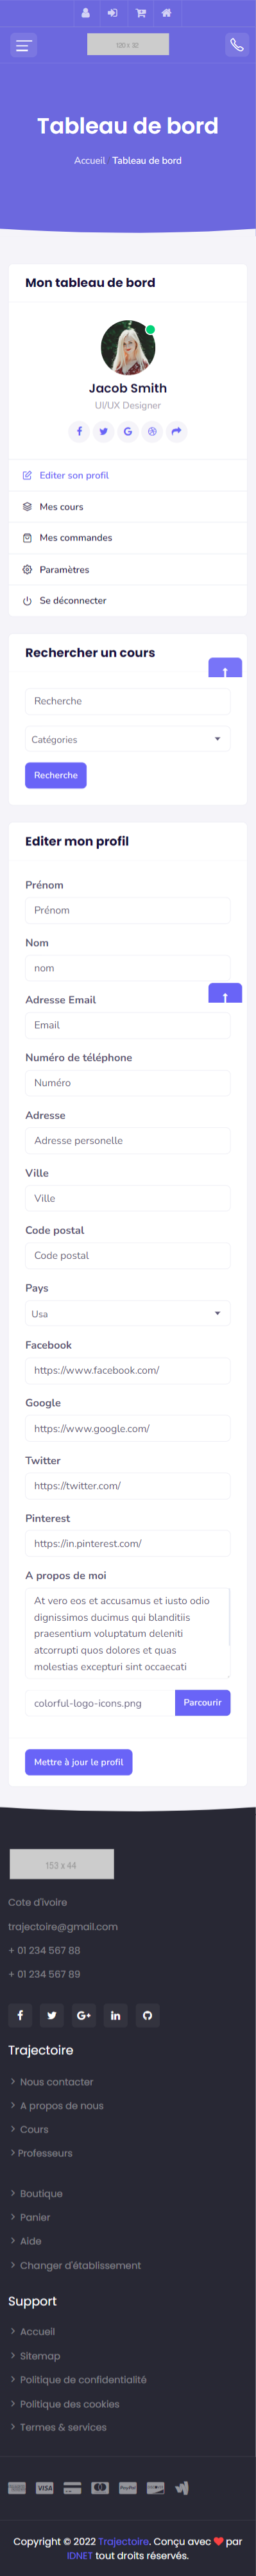 120 x 32
Tableau de bord
Accueil / Tableau de bord
Mon tableau de bord
Jacob Smith
UI/UX Designer
Editer son profil
Mes cours
Mes commandes
Paramètres
Se déconnecter
Rechercher un cours
Recherche
Catégories
Recherche
Editer mon profil
Prénom
Prénom
Nom
nom
Adresse Email
Email
Numéro de téléphone
Numéro
Adresse
Adresse personelle
Ville
Ville
Code postal
Code postal
Pays
Usa
Facebook
https://www.facebook.com/
Google
https://www.google.com/
Twitter
https://twitter.com/
Pinterest
https://in.pinterest.com/
A propos de moi
At vero eos et accusamus et iusto odio
dignissimos ducimus qui blanditiis
praesentium voluptatum deleniti
atcorrupti quos dolores et quas
molestias excepturi sint occaecati
colorful-logo-icons.png
Parcourir
Mettre à jour le profil
153 x 44
Cote d'ivoire
trajectoire@gmail.com
+ 01 234 567 88
+ 01 234 567 89
Trajectoire
Nous contacter
A propos de nous
Cours
Professeurs
Boutique
Panier
Aide
Changer d'établissement
Support
Accueil
Sitemap
Politique de confidentialité
Politique des cookies
Termes & services
VISA
PayPal
Copyright © 2022 Trajectoire. Conçu avec ❤ par
IDNET tout droits réservés.